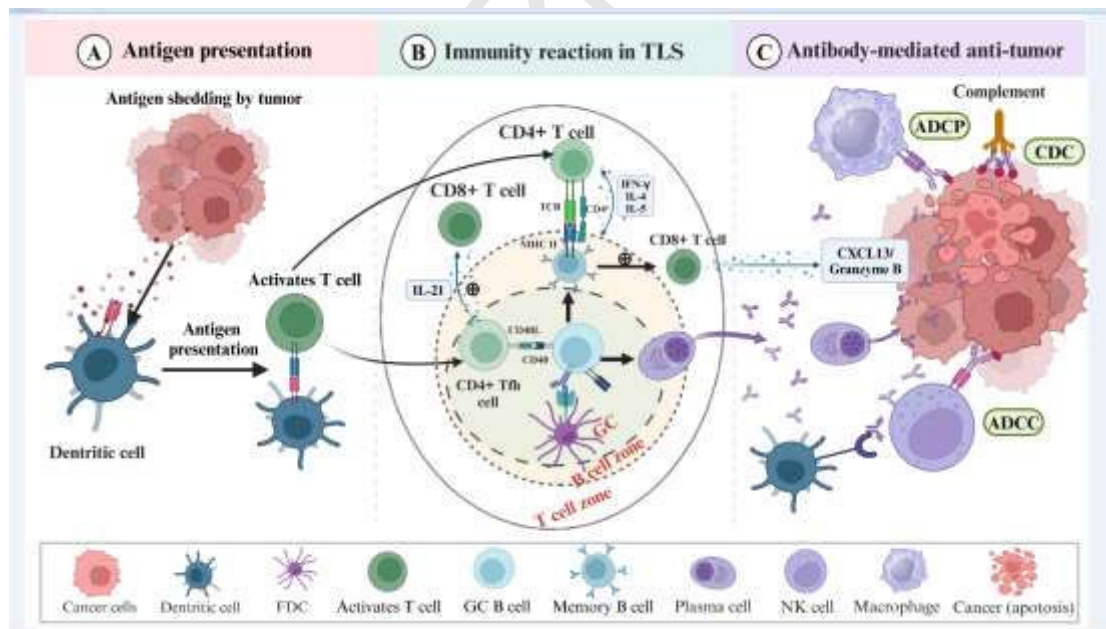 A Antigen presentation
B Immunity reaction in TLS
C Antibody-mediated anti-tumor
Antigen shedding by tumor
Activates T cell
Antigen
presentation
Dentritic cell
CD4+ T cell
CD8+ T cell
TCR
CD4
MHC II
IFN-γ
IL-4
IL-5
CD8+ T cell
IL-21
CD40L
CD40
CD4+ Tfh
cell
GC
B cell zone
T cell zone
Complement
ADCP
CDC
CXCL13/
Granzyme B
ADCC
Cancer cells
Dentritic cell
FDC
Activates T cell
GC B cell
Memory B cell
Plasma cell
NK cell
Macrophage
Cancer (apotosis)